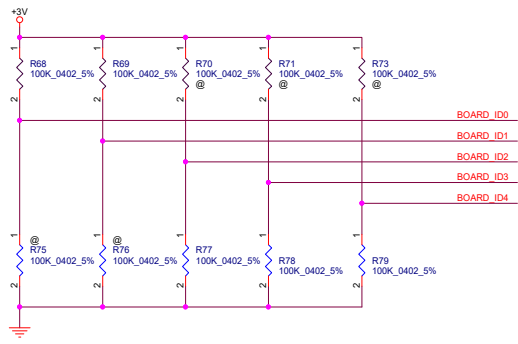 +3V
1 1 1 1 1
R68 R69 R70 R71 R73
100K_0402_5% 100K_0402_5% 100K_0402_5% 100K_0402_5% 100K_0402_5%
@ @ @
2 2 2 2 2
BOARD_ID0
BOARD_ID1
BOARD_ID2
BOARD_ID3
BOARD_ID4
1 1 1 1 1
@ @
R75 R76 R77 R78 R79
100K_0402_5% 100K_0402_5% 100K_0402_5% 100K_0402_5% 100K_0402_5%
2 2 2 2 2